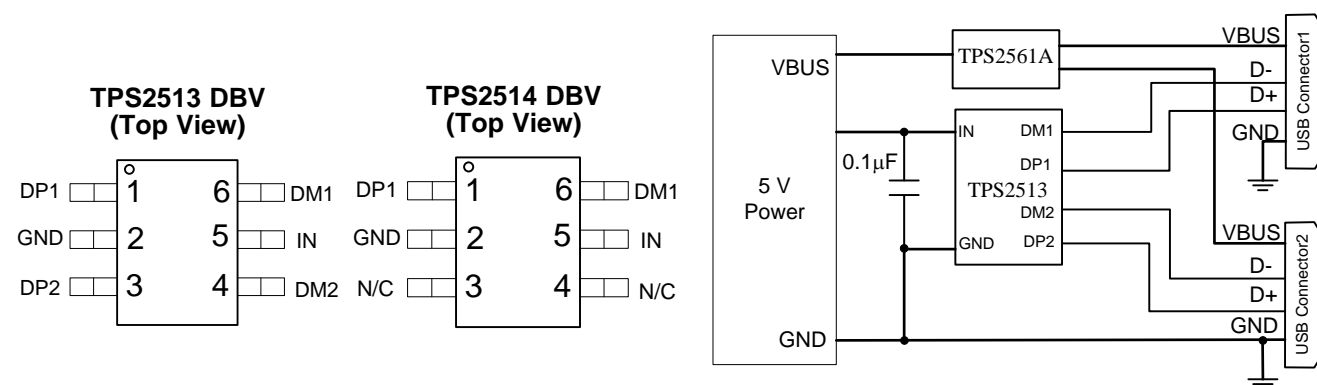 TPS2513 DBV
(Top View)
DP1
1
6
DM1
GND
2
5
IN
DP2
3
4
DM2
TPS2514 DBV
(Top View)
DP1
1
6
DM1
GND
2
5
IN
N/C
3
4
N/C
VBUS
5 V
Power
GND
TPS2561A
0.1μF
IN
DM1
DP1
TPS2513
DM2
GND
DP2
VBUS
D-
D+
GND
USB Connector1
VBUS
D-
D+
GND
USB Connector2